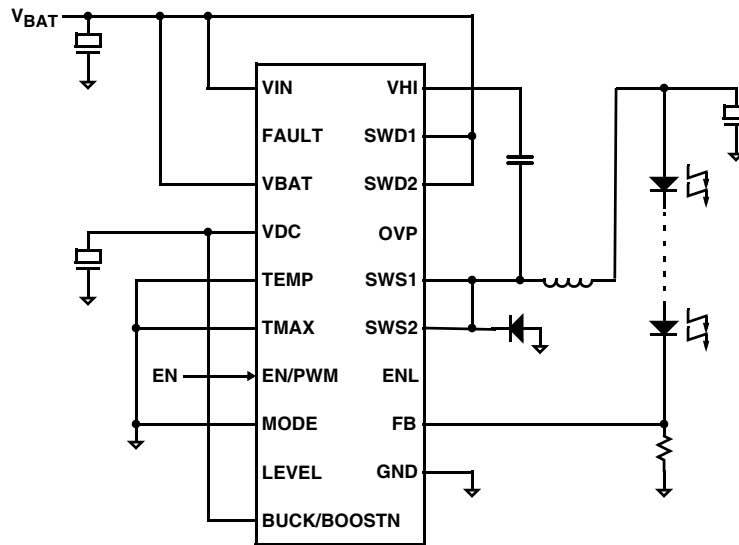 VBAT
VIN VHI
FAULT SWD1
VBAT SWD2
VDC OVP
TEMP SWS1
TMAX SWS2
EN EN/PWM ENL
MODE FB
LEVEL GND
BUCK/BOOSTN